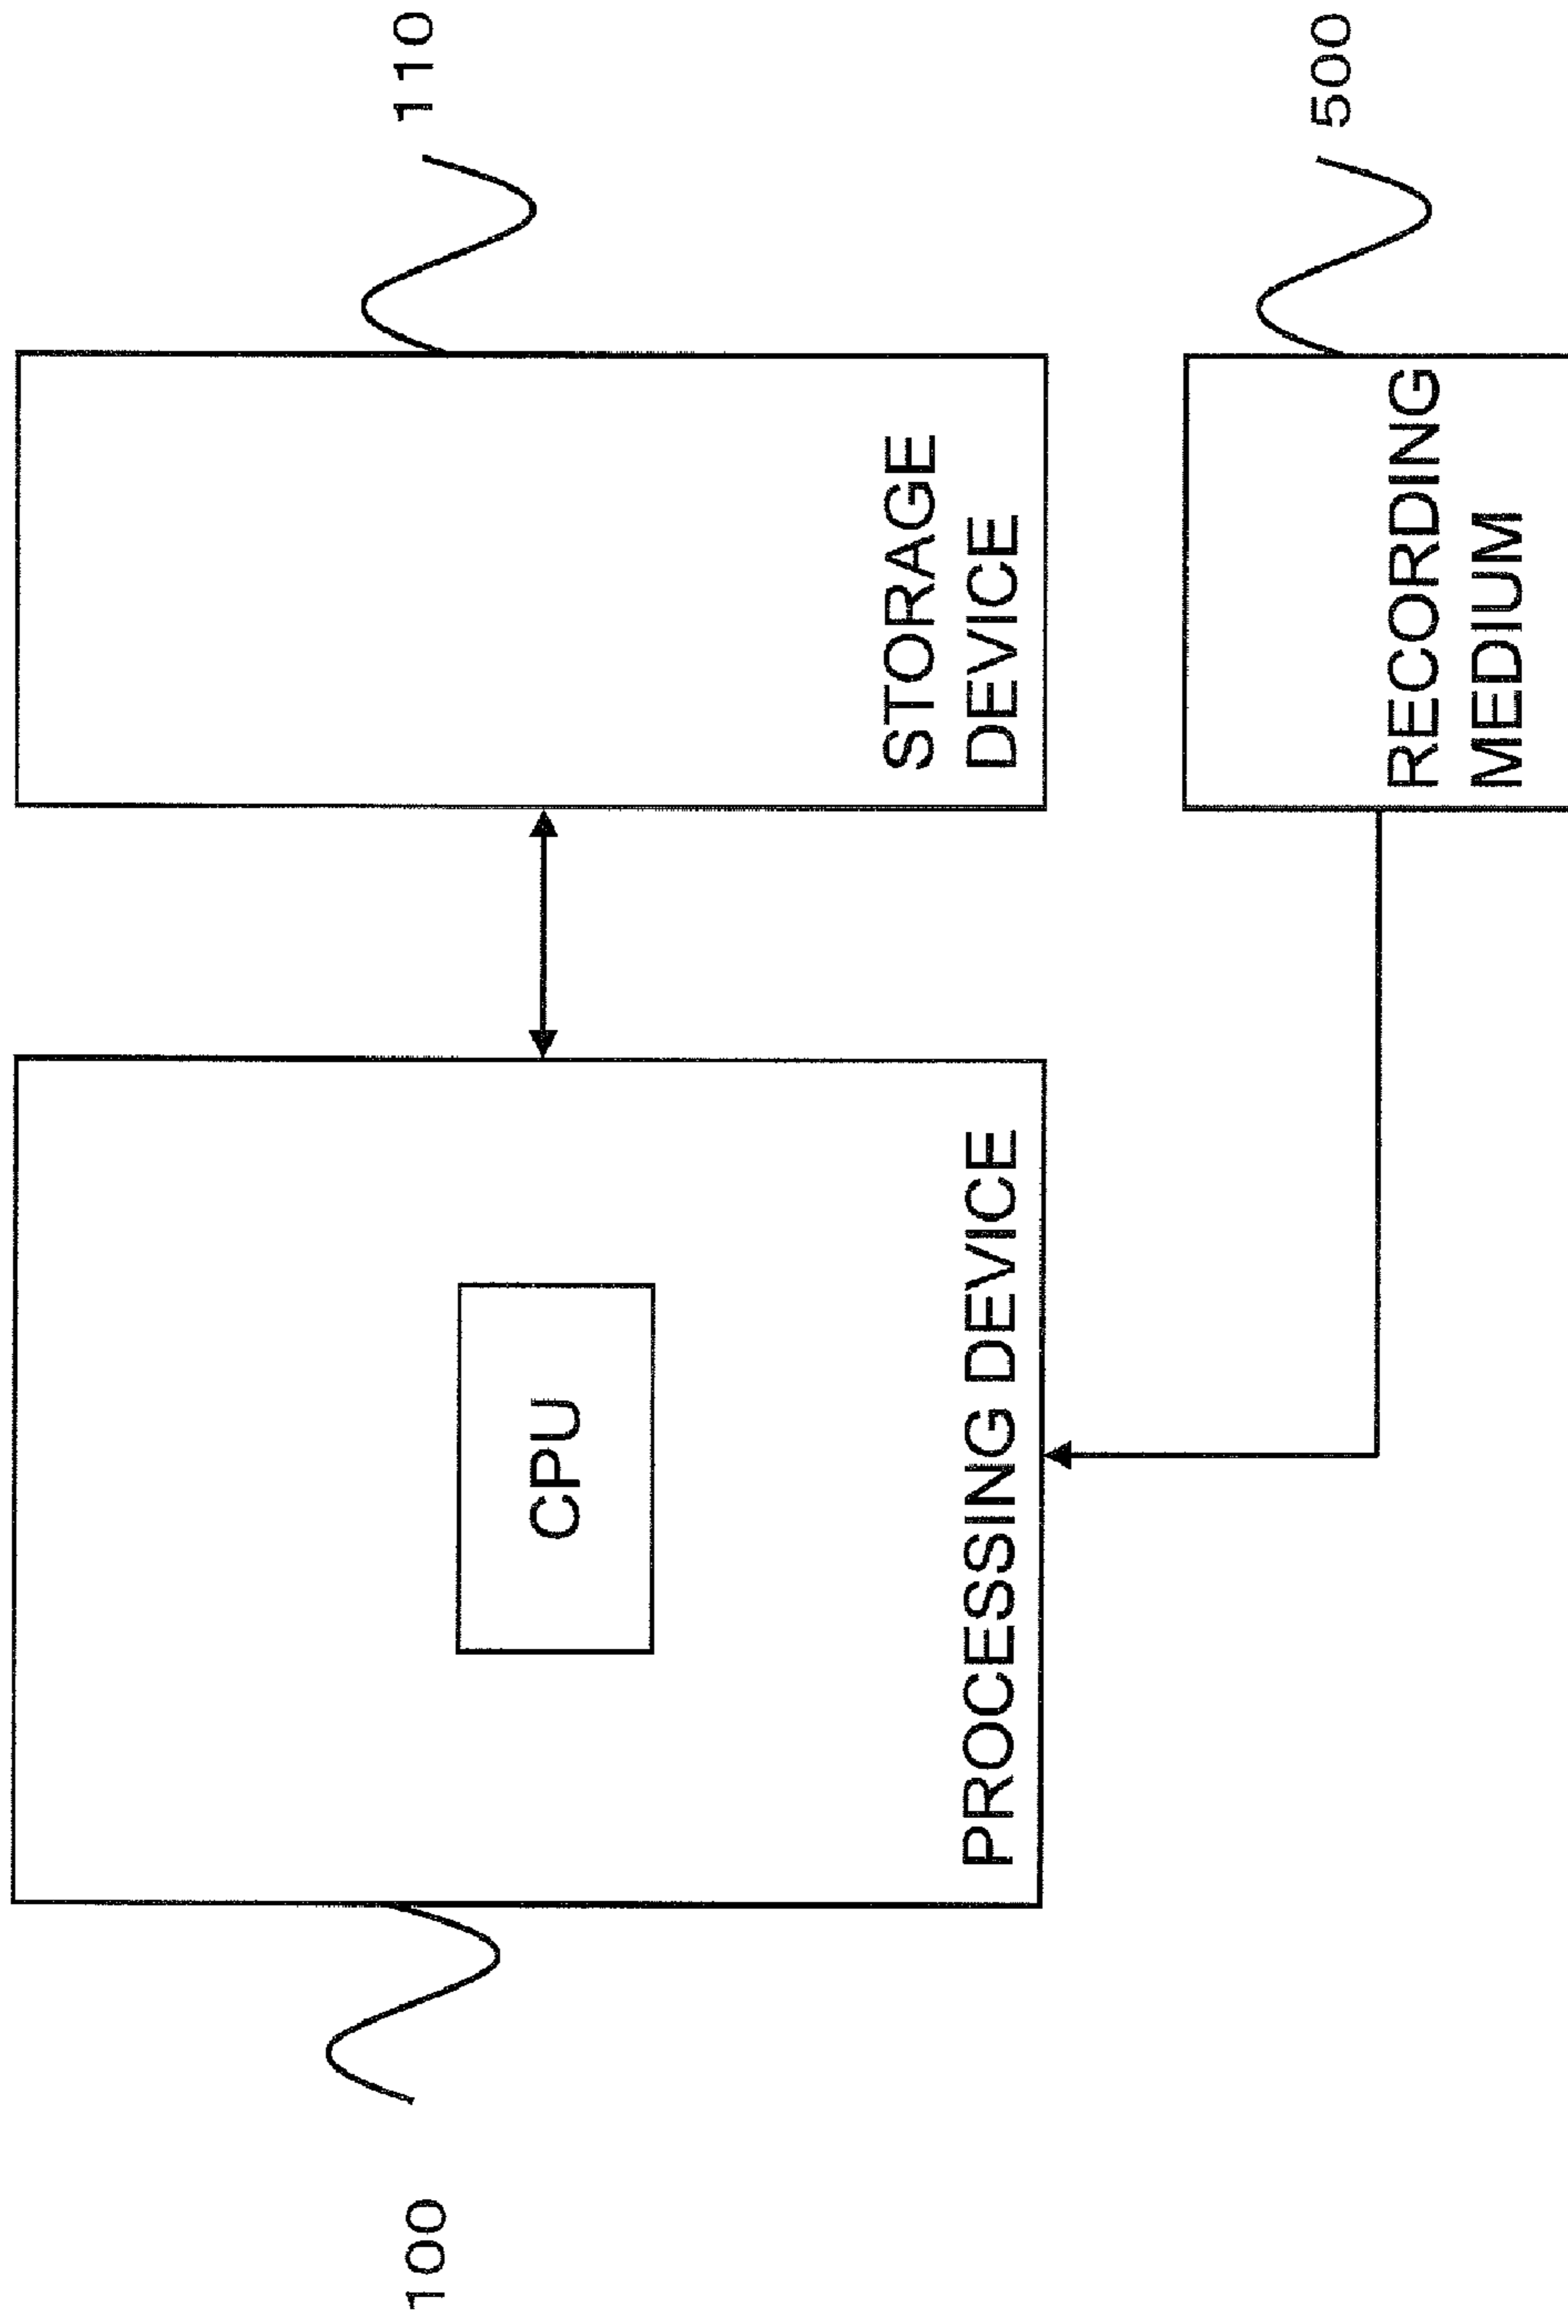 100
CPU
PROCESSING DEVICE
110
STORAGE
DEVICE
500
RECORDING
MEDIUM